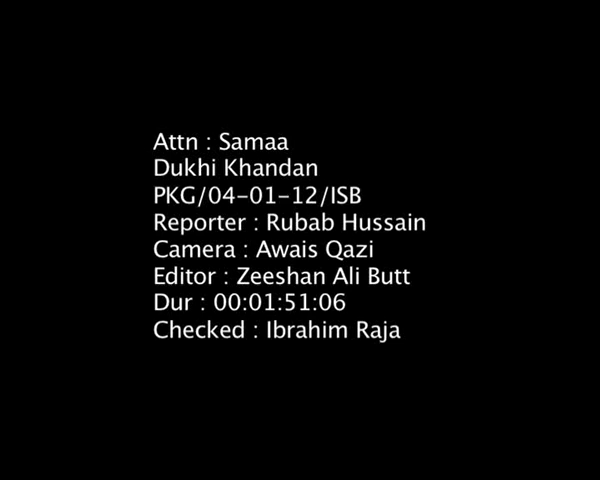 Attn : Samaa
Dukhi Khandan
PKG/04-01-12/ISB
Reporter : Rubab Hussain
Camera : Awais Qazi
Editor : Zeeshan Ali Butt
Dur : 00:01:51:06
Checked : Ibrahim Raja